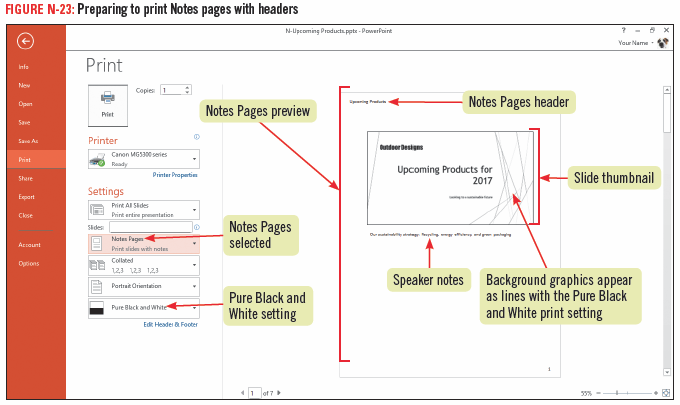 FIGURE N-23: Preparing to print Notes pages with headers
N-Upcoming Products.pptx - PowerPoint
?
Your Name
Info
New
Open
Save
Save As
Print
Share
Export
Close
Account
Options
Print
Print
Copies: 1
Printer
Canon MG5300 series
Ready
Printer Properties
Settings
Print All Slides
Print entire presentation
Slides:
Notes Pages
Print slides with notes
Collated
1,2,3 1,2,3 1,2,3
Portrait Orientation
Pure Black and White
Edit Header & Footer
Notes Pages preview
Notes Pages
selected
Pure Black and
White setting
Upcoming Products
Notes Pages header
Outdoor Designs
Upcoming Products for
2017
Looking to a sustainable future
Slide thumbnail
Our sustainability strategy: Recycling, energy efficiency, and green packaging
Speaker notes
Background graphics appear
as lines with the Pure Black
and White print setting
1
1 of 7
55%